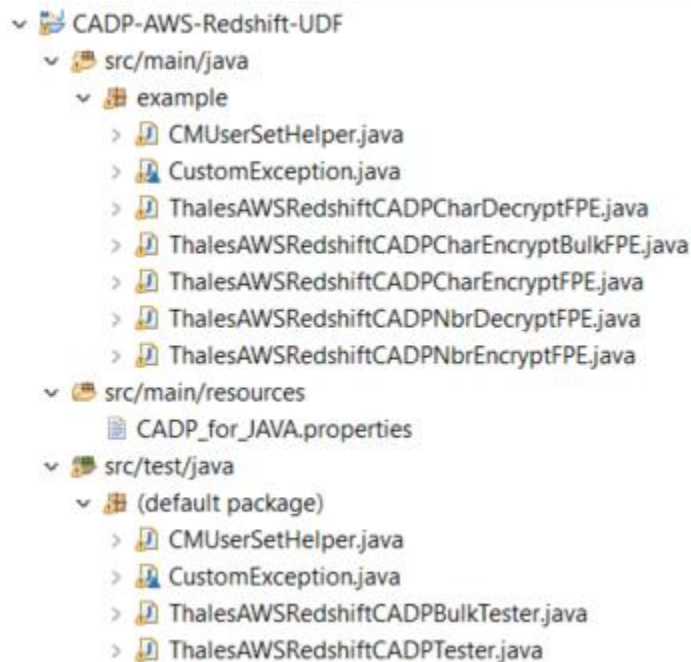 CADP-AWS-Redshift-UDF
src/main/java
example
CMUserSetHelper.java
CustomException.java
ThalesAWSRedshiftCADPCharDecryptFPE.java
ThalesAWSRedshiftCADPCharEncryptBulkFPE.java
ThalesAWSRedshiftCADPCharEncryptFPE.java
ThalesAWSRedshiftCADPNbrDecryptFPE.java
ThalesAWSRedshiftCADPNbrEncryptFPE.java
src/main/resources
CADP_for_JAVA.properties
src/test/java
(default package)
CMUserSetHelper.java
CustomException.java
ThalesAWSRedshiftCADPBulkTester.java
ThalesAWSRedshiftCADPTester.java